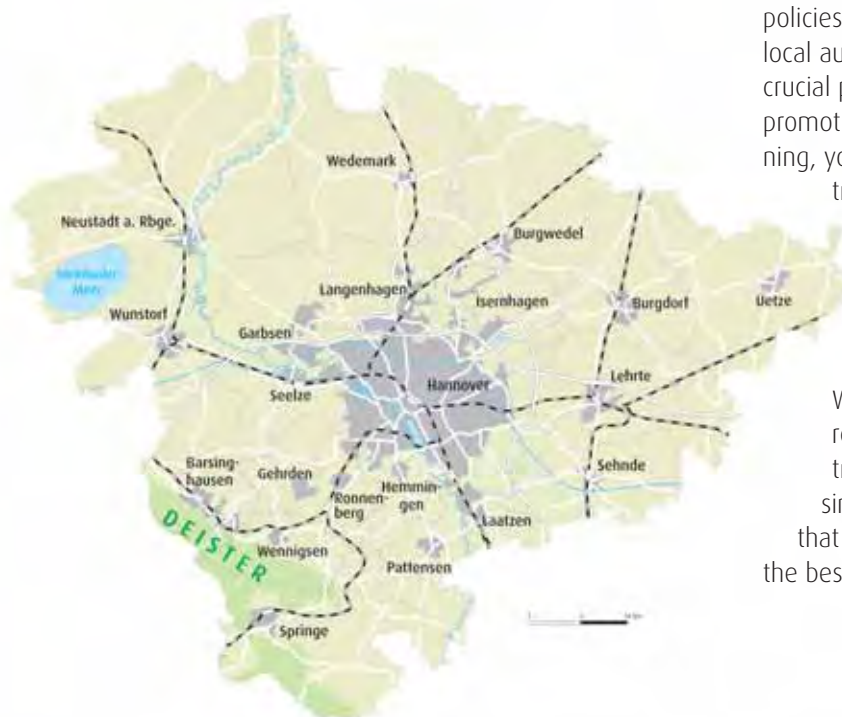 policies
local au
crucial p
promot
ning, yo
tr
W
re
tr
sin
that
the bes
Wedemark
Neustadt a. Rbge.
Burgwedel
Langenhagen
Isernhagen
Burgdorf
Uetze
Wunstorf
Garbsen
Hannover
Lehrte
Seelze
Barsing-
hausen
Gehrden
Sehnde
Ronnen-
berg
Hemmin-
gen
Laatzen
DEISTER
Wennigsen
Pattensen
Springe